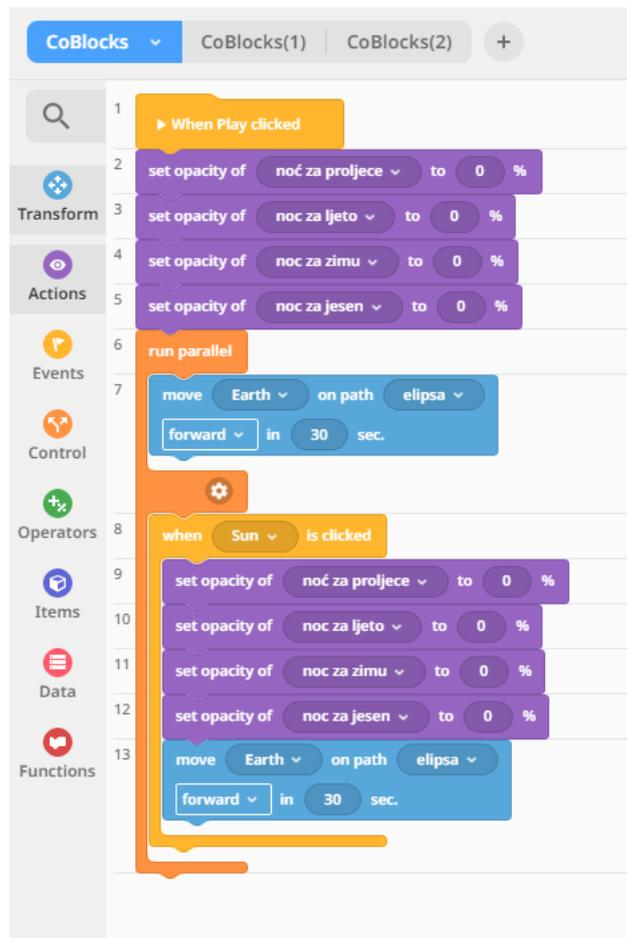 CoBlocks CoBlocks(1) CoBlocks(2) +
1 When Play clicked
2 set opacity of noć za proljece to 0 %
Transform
3 set opacity of noc za ljeto to 0 %
4 set opacity of noc za zimu to 0 %
Actions
5 set opacity of noc za jesen to 0 %
6 run parallel
Events
7 move Earth on path elipsa
forward in 30 sec.
Control
8 when Sun is clicked
Operators
9 set opacity of noć za proljece to 0 %
Items
10 set opacity of noc za ljeto to 0 %
11 set opacity of noc za zimu to 0 %
Data
12 set opacity of noc za jesen to 0 %
13 move Earth on path elipsa
Functions
forward in 30 sec.